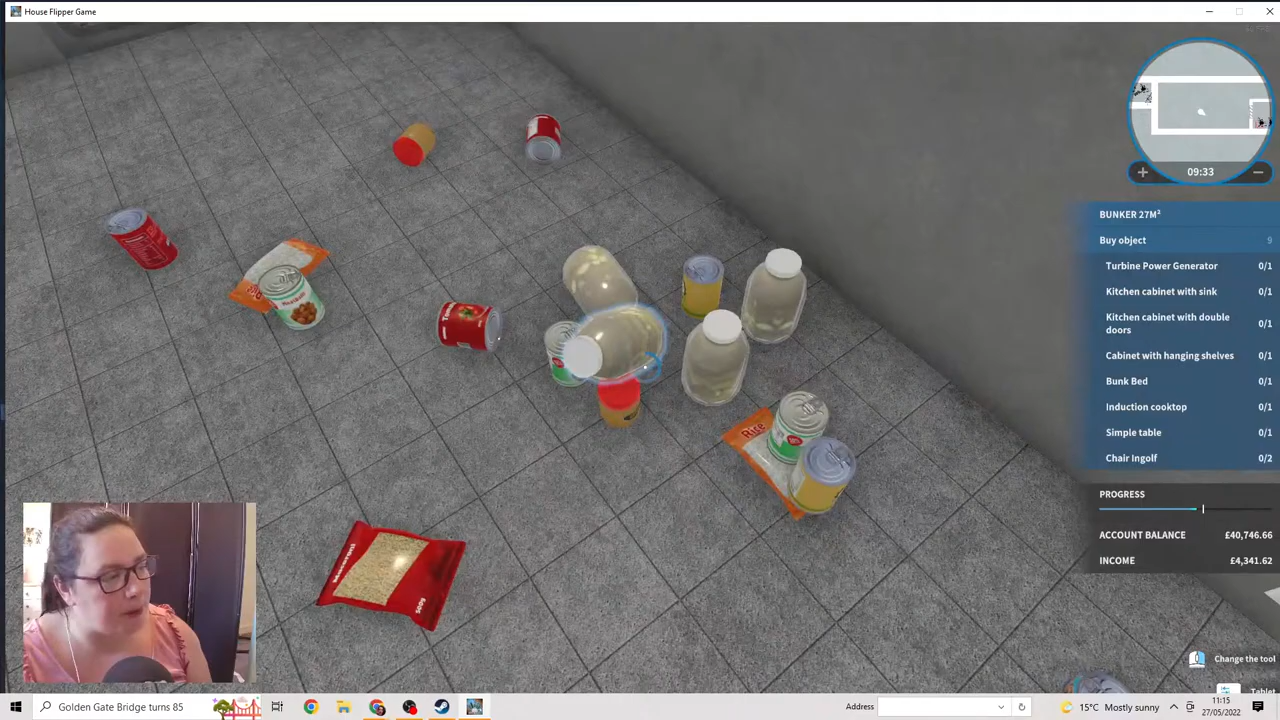 House Flipper Game
09:33
BUNKER 27M²
Buy object 9
Turbine Power Generator 0/1
Kitchen cabinet with sink 0/1
Kitchen cabinet with double 0/1
doors
Cabinet with hanging shelves 0/1
Bunk Bed 0/1
Induction cooktop 0/1
Simple table 0/1
Chair Ingolf 0/2
PROGRESS
ACCOUNT BALANCE £40,746.66
INCOME £4,341.62
Rice
Macaroni
500g
Change the tool
Tablet
Golden Gate Bridge turns 85
Address
15°C Mostly sunny
11:15
27/05/2022